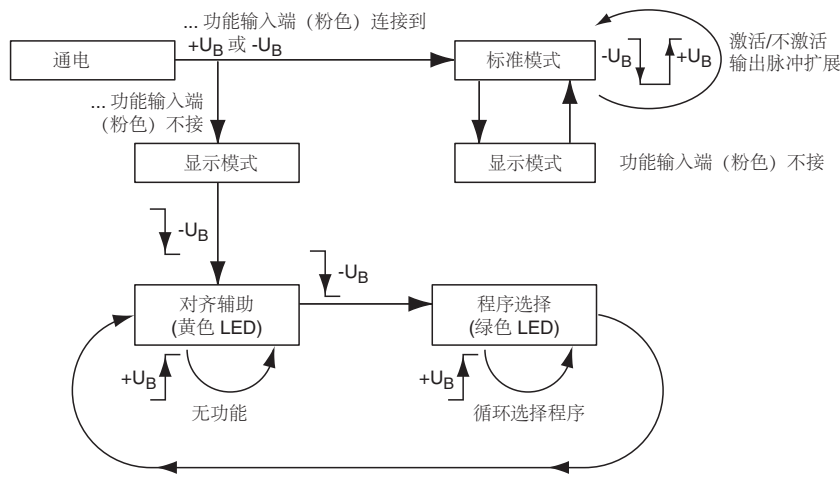 ... 功能输入端（粉色）连接到
+UB 或 -UB
通电
标准模式
-UB
+UB
激活/不激活
输出脉冲扩展
... 功能输入端
（粉色）不接
显示模式
显示模式
功能输入端（粉色）不接
-UB
-UB
对齐辅助
(黄色 LED)
程序选择
(绿色 LED)
+UB
无功能
+UB
循环选择程序